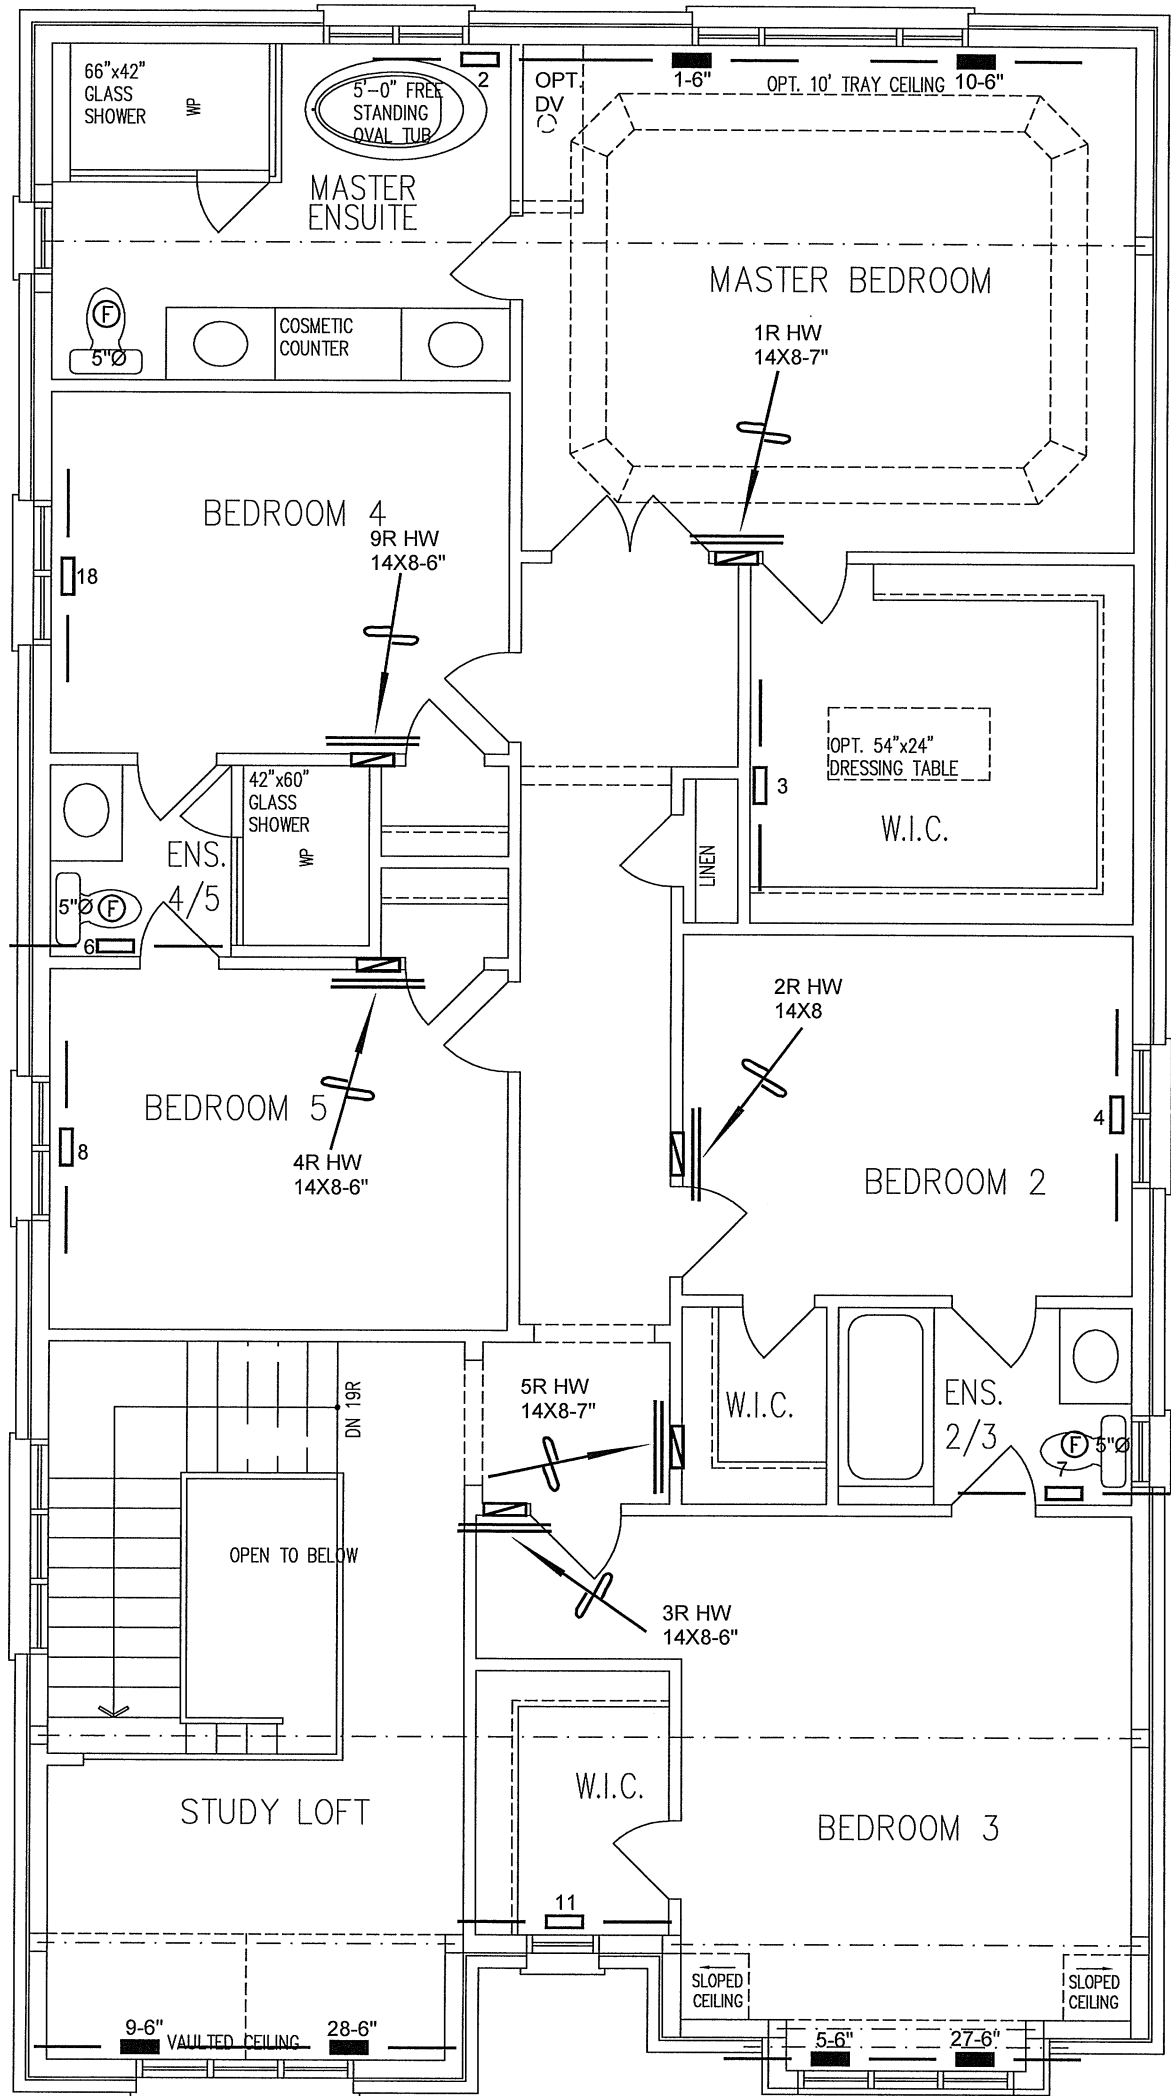 66"x42"
GLASS
SHOWER
WP
5'-0" FREE
STANDING
OVAL TUB
2
OPT.
DV
1-6"
OPT. 10' TRAY CEILING
10-6"
MASTER
ENSUITE
MASTER BEDROOM
F
5"Ø
COSMETIC
COUNTER
1R HW
14X8-7"
BEDROOM 4
9R HW
14X8-6"
18
42"x60"
GLASS
SHOWER
WP
OPT. 54"x24"
DRESSING TABLE
3
W.I.C.
LINEN
ENS.
4/5
5"Ø
F
6
2R HW
14X8
BEDROOM 5
8
4R HW
14X8-6"
4
BEDROOM 2
5R HW
14X8-7"
DN 19R
W.I.C.
ENS.
2/3
F
5"Ø
7
OPEN TO BELOW
3R HW
14X8-6"
W.I.C.
STUDY LOFT
BEDROOM 3
11
SLOPED
CEILING
SLOPED
CEILING
9-6"
VAULTED CEILING
28-6"
5-6"
27-6"